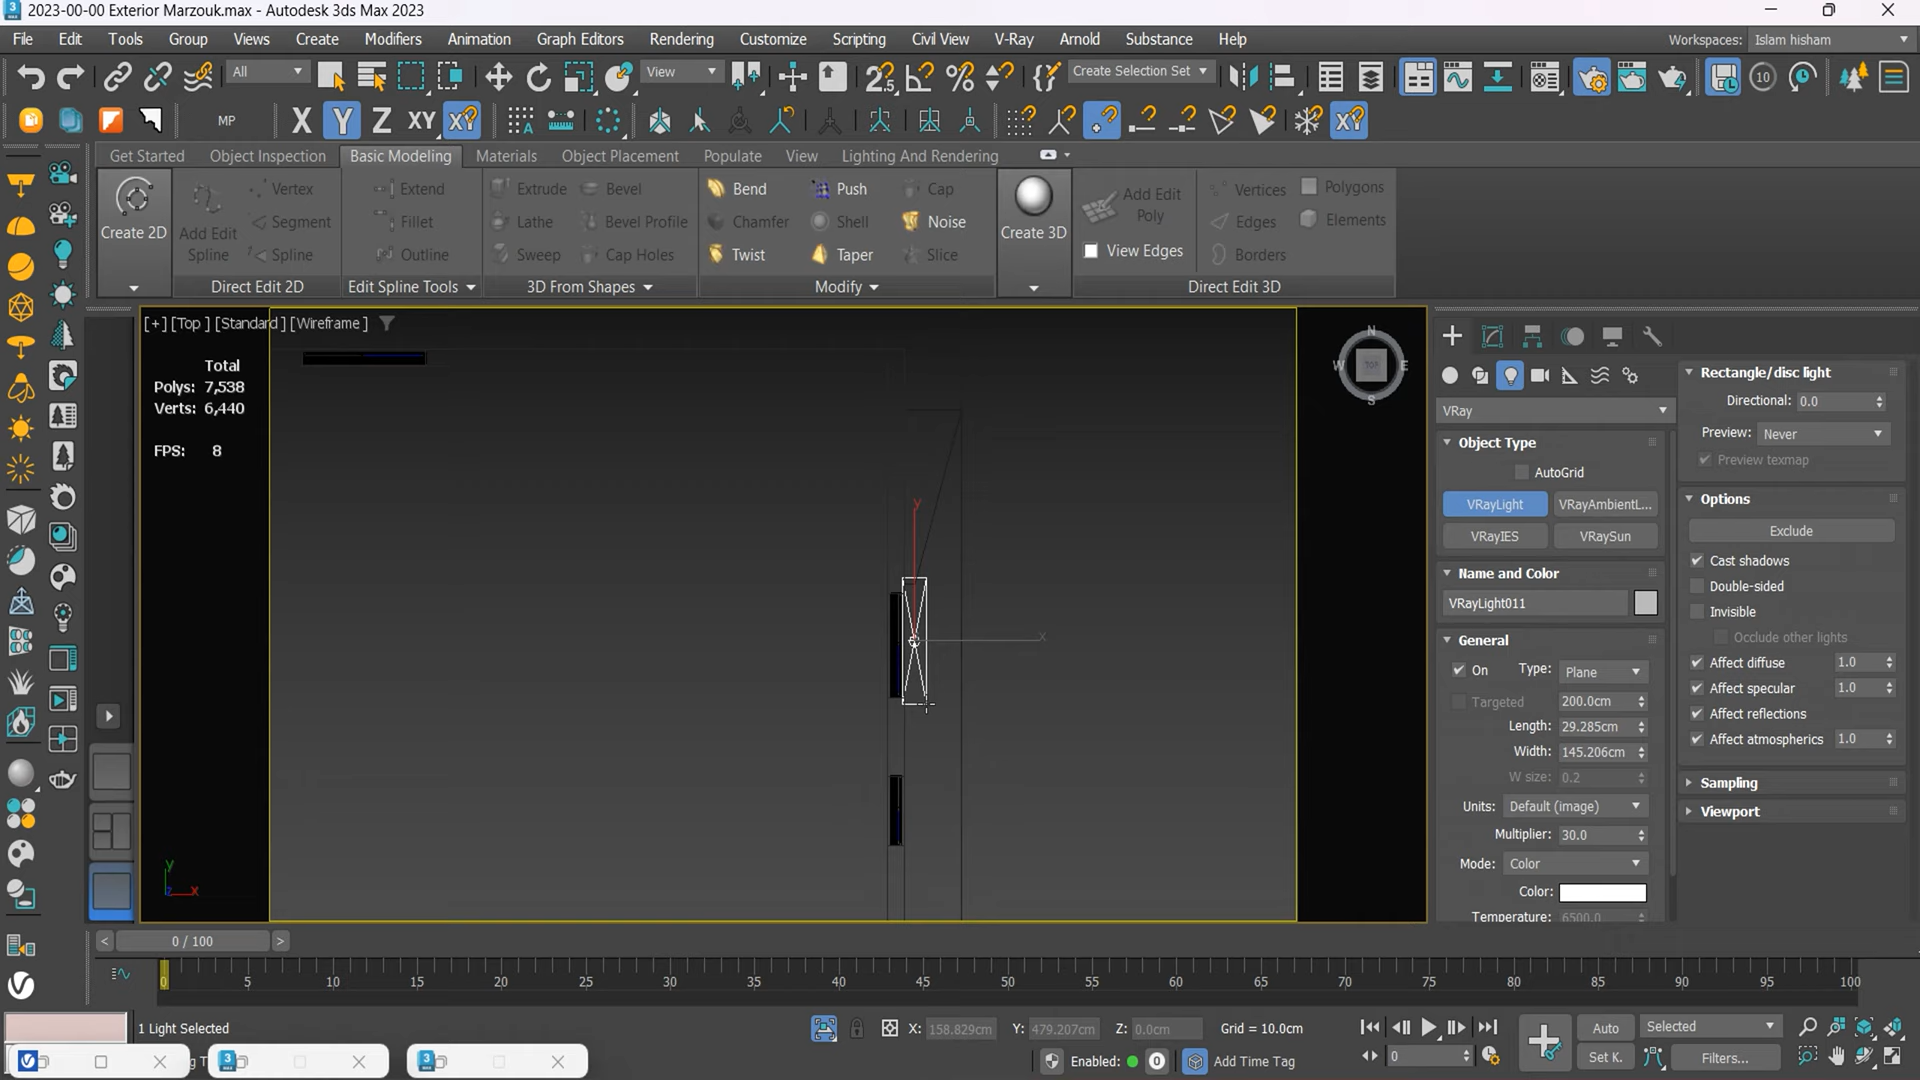 2023-00-00 Exterior Marzouk.max - Autodesk 3ds Max 2023
File Edit Tools Group Views Create Modifiers Animation Graph Editors Rendering Customize Scripting Civil View V-Ray Arnold Substance Help Workspaces: Islam hisham
All View Create Selection Set 10
MP X Y Z XY XY XY
Get Started Object Inspection Basic Modeling Materials Object Placement Populate View Lighting And Rendering
Create 2D Add Edit Spline Vertex Segment Spline Extend Fillet Outline Extrude Lathe Sweep Bevel Bevel Profile Cap Holes Bend Chamfer Twist Push Shell Taper Cap Noise Slice Create 3D Add Edit Poly View Edges Vertices Edges Borders Polygons Elements
Direct Edit 2D Edit Spline Tools 3D From Shapes Modify Direct Edit 3D
[+] [Top ] [Standard ] [Wireframe ]
Total
Polys: 7,538
Verts: 6,440
FPS: 8
N
W TOP E
S
y
x
y
z x
VRay
Object Type
AutoGrid
VRayLight VRayAmbientL...
VRayIES VRaySun
Name and Color
VRayLight011
General
On Type: Plane
Targeted 200.0cm
Length: 29.285cm
Width: 145.206cm
W size: 0.2
Units: Default (image)
Multiplier: 30.0
Mode: Color
Color:
Temperature: 6500.0
Rectangle/disc light
Directional: 0.0
Preview: Never
Preview texmap
Options
Exclude
Cast shadows
Double-sided
Invisible
Occlude other lights
Affect diffuse 1.0
Affect specular 1.0
Affect reflections
Affect atmospherics 1.0
Sampling
Viewport
< 0 / 100 >
0 5 10 15 20 25 30 35 40 45 50 55 60 65 70 75 80 85 90 95 100
1 Light Selected X: 158.829cm Y: 479.207cm Z: 0.0cm Grid = 10.0cm Auto Selected
Enabled: 0 Add Time Tag 0 Set K. Filters...